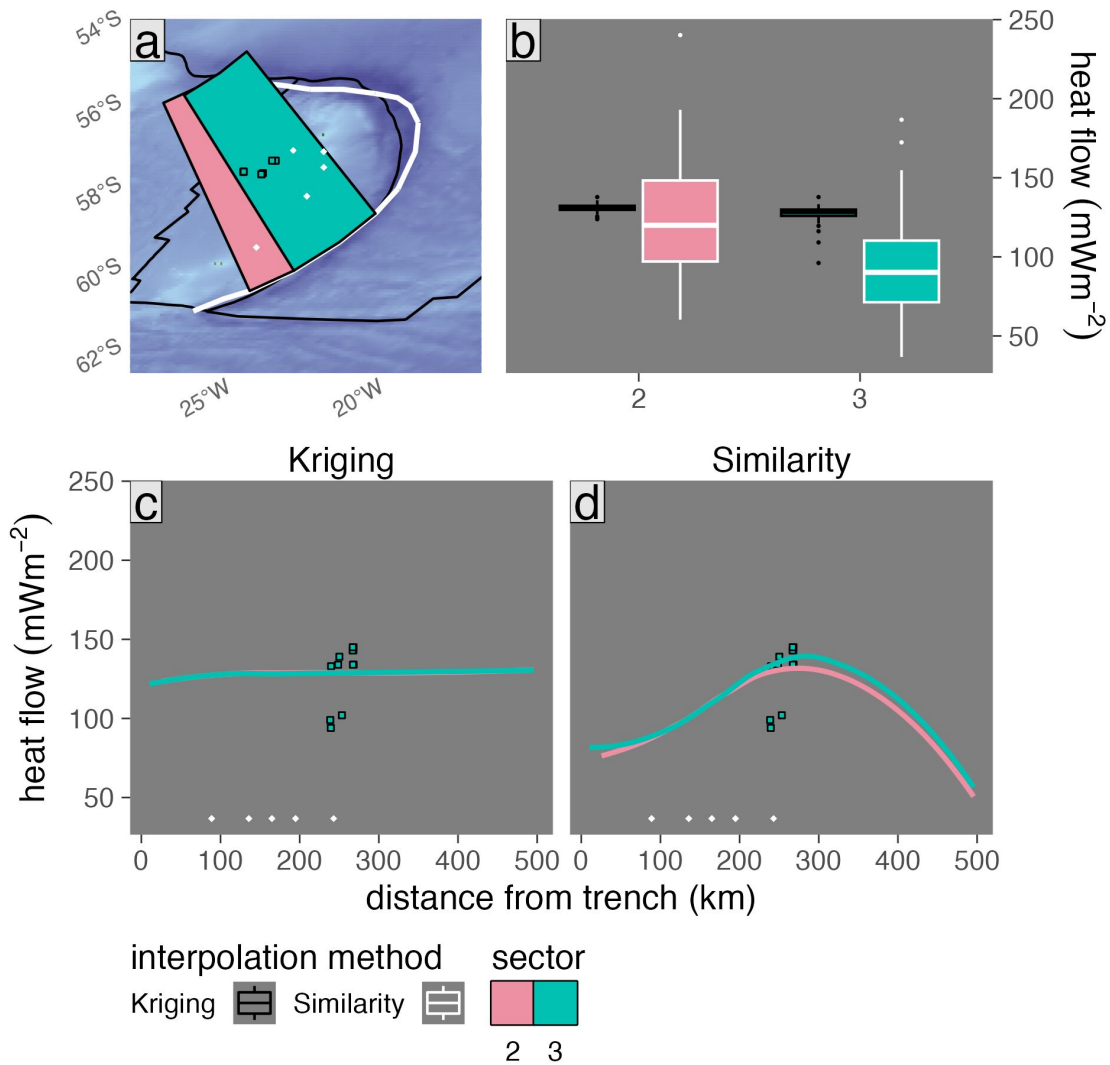 a
54°S
56°S
58°S
60°S
62°S
25°W
20°W
b
250
200
150
100
50
heat flow (mWm⁻²)
2
3
Kriging
Similarity
c
d
250
200
150
100
50
heat flow (mWm⁻²)
0 100 200 300 400 500
0 100 200 300 400 500
distance from trench (km)
interpolation method
Kriging
Similarity
sector
2 3